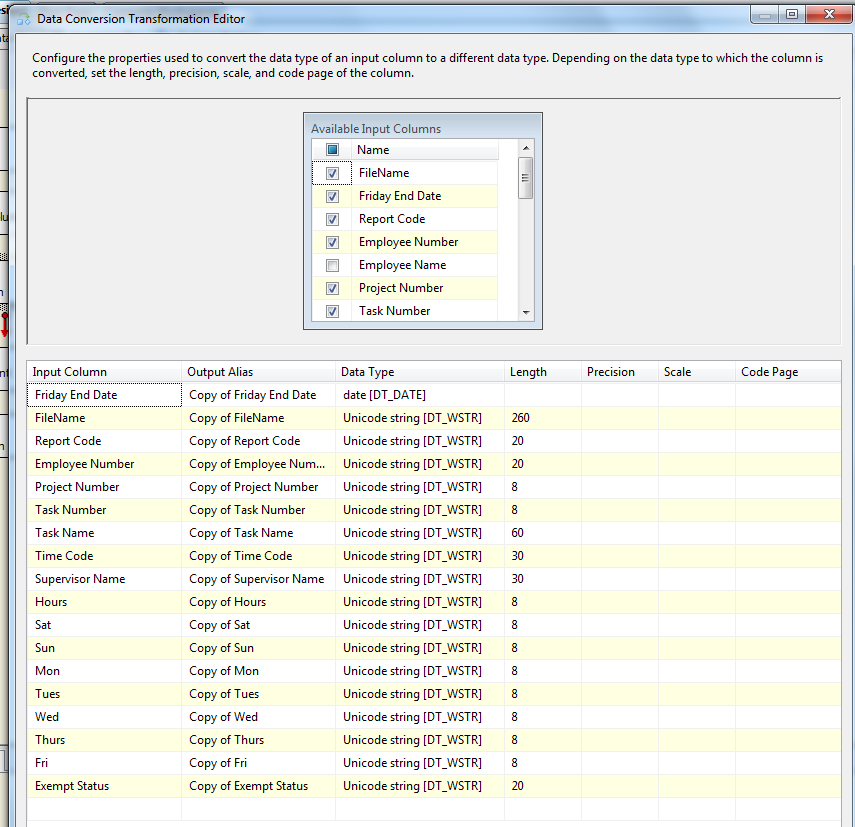 Data Conversion Transformation Editor
Configure the properties used to convert the data type of an input column to a different data type. Depending on the data type to which the column is
converted, set the length, precision, scale, and code page of the column.
Available Input Columns
Name
FileName
Friday End Date
Report Code
Employee Number
Employee Name
Project Number
Task Number
Input Column Output Alias Data Type Length Precision Scale Code Page
Friday End Date Copy of Friday End Date date [DT_DATE]
FileName Copy of FileName Unicode string [DT_WSTR] 260
Report Code Copy of Report Code Unicode string [DT_WSTR] 20
Employee Number Copy of Employee Num... Unicode string [DT_WSTR] 20
Project Number Copy of Project Number Unicode string [DT_WSTR] 8
Task Number Copy of Task Number Unicode string [DT_WSTR] 8
Task Name Copy of Task Name Unicode string [DT_WSTR] 60
Time Code Copy of Time Code Unicode string [DT_WSTR] 30
Supervisor Name Copy of Supervisor Name Unicode string [DT_WSTR] 30
Hours Copy of Hours Unicode string [DT_WSTR] 8
Sat Copy of Sat Unicode string [DT_WSTR] 8
Sun Copy of Sun Unicode string [DT_WSTR] 8
Mon Copy of Mon Unicode string [DT_WSTR] 8
Tues Copy of Tues Unicode string [DT_WSTR] 8
Wed Copy of Wed Unicode string [DT_WSTR] 8
Thurs Copy of Thurs Unicode string [DT_WSTR] 8
Fri Copy of Fri Unicode string [DT_WSTR] 8
Exempt Status Copy of Exempt Status Unicode string [DT_WSTR] 20